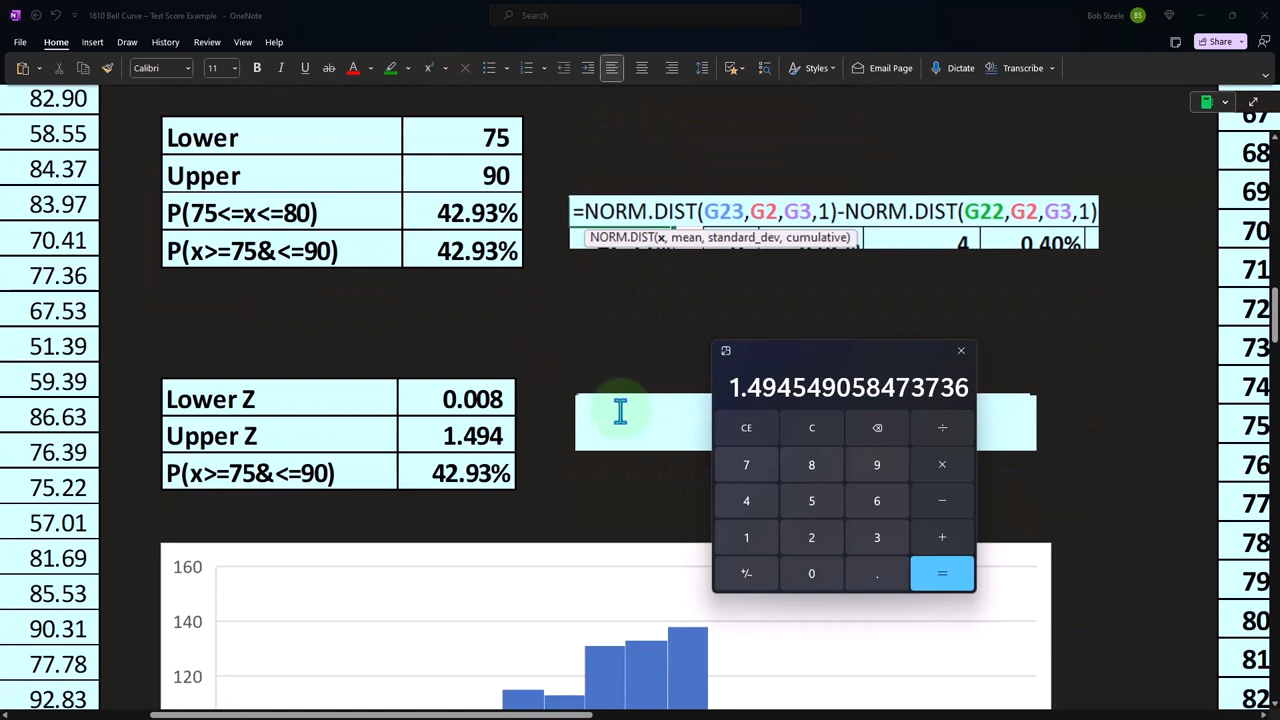 1610 Bell Curve – Test Score Example - OneNote
Search
Bob Steele BS
File Home Insert Draw History Review View Help
Share
Calibri 11 B I U ab A Styles Email Page Dictate Transcribe
82.90
58.55
84.37
83.97
70.41
77.36
67.53
51.39
59.39
86.63
76.39
75.22
57.01
81.69
85.53
90.31
77.78
92.83
Lower 75
Upper 90
P(75<=x<=80) 42.93%
P(x>=75&<=90) 42.93%
=NORM.DIST(G23,G2,G3,1)-NORM.DIST(G22,G2,G3,1)
NORM.DIST(x, mean, standard_dev, cumulative)
4 0.40%
Lower Z 0.008
Upper Z 1.494
P(x>=75&<=90) 42.93%
1.494549058473736
CE C ⌫ ÷
7 8 9 ×
4 5 6 −
1 2 3 +
+/− 0 . =
160
140
120
67
68
69
70
71
72
73
74
75
76
77
78
79
80
81
82